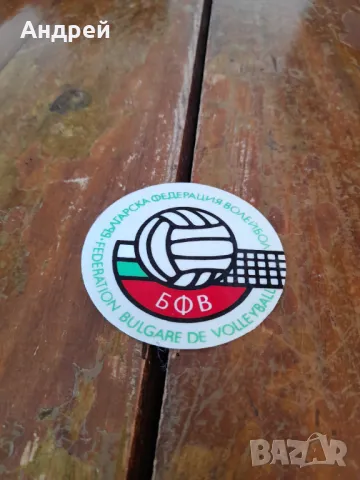 Андрей
БЪЛГАРСКА ФЕДЕРАЦИЯ ВОЛЕЙБОЛ
БФВ
FEDERATION BULGARE DE VOLLEYBALL
BAZAR